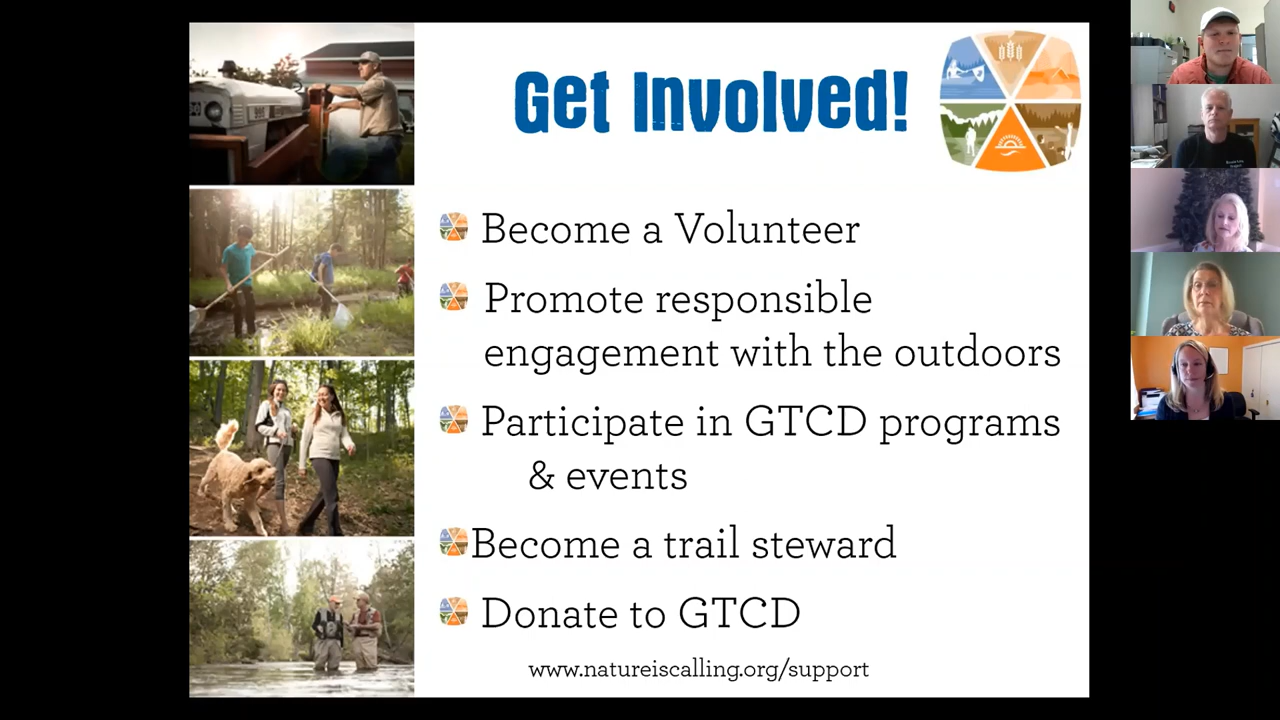 Get Involved!
Become a Volunteer
Promote responsible
engagement with the outdoors
Participate in GTCD programs
& events
Become a trail steward
Donate to GTCD
www.natureiscalling.org/support